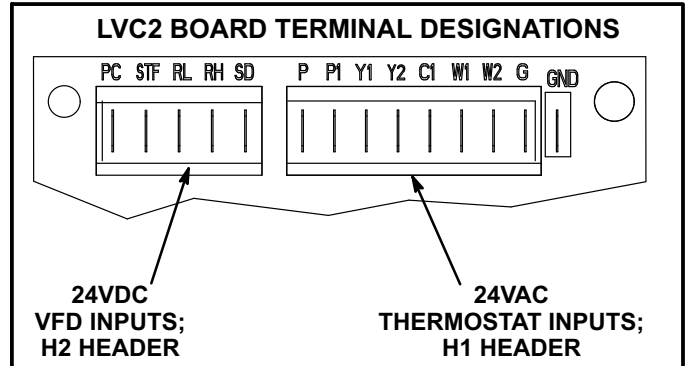 LVC2 BOARD TERMINAL DESIGNATIONS
PC STF RL RH SD P P1 Y1 Y2 C1 W1 W2 G GND
24VDC
VFD INPUTS;
H2 HEADER
24VAC
THERMOSTAT INPUTS;
H1 HEADER